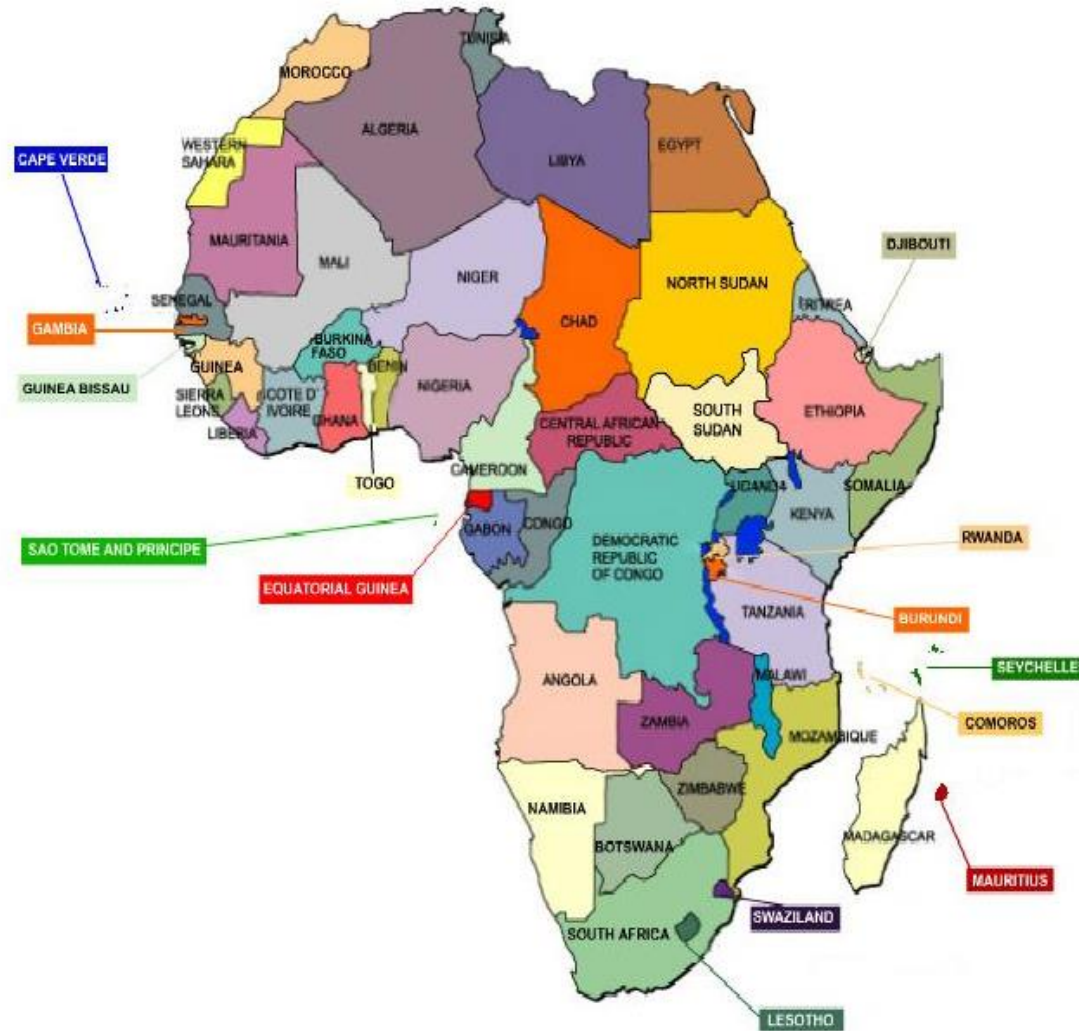 TUNISIA
MOROCCO
ALGERIA
WESTERN
SAHARA
LIBYA
EGYPT
CAPE VERDE
MAURITANIA
MALI
NIGER
CHAD
NORTH SUDAN
DJIBOUTI
SENEGAL
ERITREA
GAMBIA
BURKINA
FASO
GUINEA
BENIN
NIGERIA
GUINEA BISSAU
SIERRA
LEONE
COTE D'
IVOIRE
GHANA
LIBERIA
SOUTH
SUDAN
ETHIOPIA
CENTRAL AFRICAN
REPUBLIC
CAMEROON
TOGO
UGANDA
SOMALIA
KENYA
GABON
CONGO
SAO TOME AND PRINCIPE
DEMOCRATIC
REPUBLIC
OF CONGO
RWANDA
EQUATORIAL GUINEA
TANZANIA
BURUNDI
SEYCHELLE
ANGOLA
MALAWI
ZAMBIA
COMOROS
MOZAMBIQUE
ZIMBABWE
NAMIBIA
BOTSWANA
MADAGASCAR
MAURITIUS
SWAZILAND
SOUTH AFRICA
LESOTHO